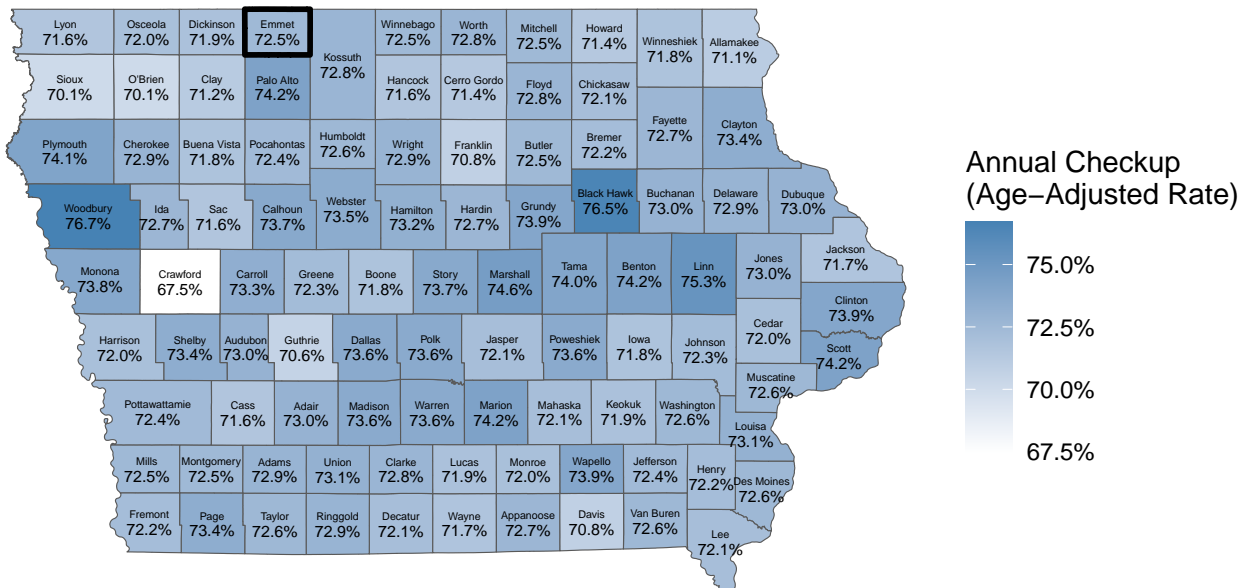 Lyon
71.6%
Osceola
72.0%
Dickinson
71.9%
Emmet
72.5%
Kossuth
72.8%
Winnebago
72.5%
Worth
72.8%
Mitchell
72.5%
Howard
71.4%
Winneshiek
71.8%
Allamakee
71.1%
Sioux
70.1%
O'Brien
70.1%
Clay
71.2%
Palo Alto
74.2%
Hancock
71.6%
Cerro Gordo
71.4%
Floyd
72.8%
Chickasaw
72.1%
Fayette
72.7%
Clayton
73.4%
Plymouth
74.1%
Cherokee
72.9%
Buena Vista
71.8%
Pocahontas
72.4%
Humboldt
72.6%
Wright
72.9%
Franklin
70.8%
Butler
72.5%
Bremer
72.2%
Woodbury
76.7%
Ida
72.7%
Sac
71.6%
Calhoun
73.7%
Webster
73.5%
Hamilton
73.2%
Hardin
72.7%
Grundy
73.9%
Black Hawk
76.5%
Buchanan
73.0%
Delaware
72.9%
Dubuque
73.0%
Monona
73.8%
Crawford
67.5%
Carroll
73.3%
Greene
72.3%
Boone
71.8%
Story
73.7%
Marshall
74.6%
Tama
74.0%
Benton
74.2%
Linn
75.3%
Jones
73.0%
Jackson
71.7%
Clinton
73.9%
Harrison
72.0%
Shelby
73.4%
Audubon
73.0%
Guthrie
70.6%
Dallas
73.6%
Polk
73.6%
Jasper
72.1%
Poweshiek
73.6%
Iowa
71.8%
Johnson
72.3%
Cedar
72.0%
Scott
74.2%
Muscatine
72.6%
Pottawattamie
72.4%
Cass
71.6%
Adair
73.0%
Madison
73.6%
Warren
73.6%
Marion
74.2%
Mahaska
72.1%
Keokuk
71.9%
Washington
72.6%
Louisa
73.1%
Mills
72.5%
Montgomery
72.5%
Adams
72.9%
Union
73.1%
Clarke
72.8%
Lucas
71.9%
Monroe
72.0%
Wapello
73.9%
Jefferson
72.4%
Henry
72.2%
Des Moines
72.6%
Fremont
72.2%
Page
73.4%
Taylor
72.6%
Ringgold
72.9%
Decatur
72.1%
Wayne
71.7%
Appanoose
72.7%
Davis
70.8%
Van Buren
72.6%
Lee
72.1%
Annual Checkup
(Age−Adjusted Rate)
75.0%
72.5%
70.0%
67.5%